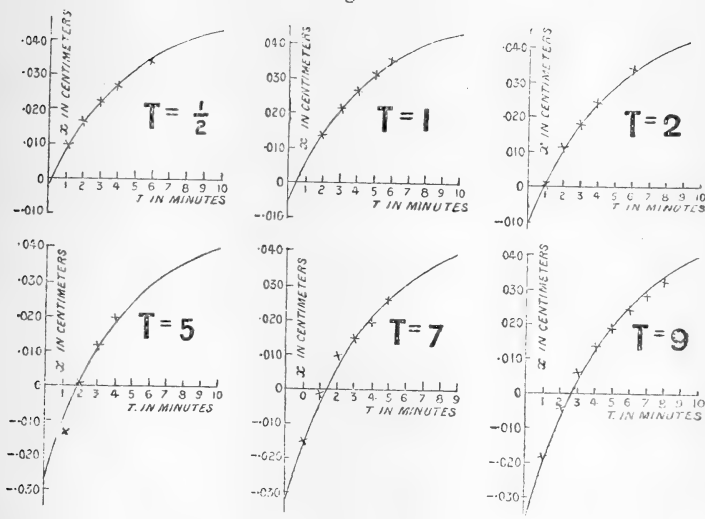 ·040
·030
·020
·010
0
-·010
x IN CENTIMETERS
T = 1/2
1 2 3 4 5 6 7 8 9 10
T IN MINUTES
·040
·030
·020
·010
0
-·010
x IN CENTIMETERS
T = 1
1 2 3 4 5 6 7 8 9 10
T IN MINUTES
·040
·030
·020
·010
0
-·010
x IN CENTIMETERS
T = 2
1 2 3 4 5 6 7 8 9 10
T IN MINUTES
·040
·030
·020
·010
0
-·010
-·020
-·030
x IN CENTIMETERS
T = 5
1 2 3 4 5 6 7 8 9 10
T. IN MINUTES
·040
·030
·020
·010
0
-·010
-·020
-·030
x IN CENTIMETERS
T = 7
0 1 2 3 4 5 6 7 8 9
T IN MINUTES
·040
·030
·020
·010
0
-·010
-·020
-·030
x IN CENTIMETERS
T = 9
1 2 3 4 5 6 7 8 9 10
T. IN MINUTES